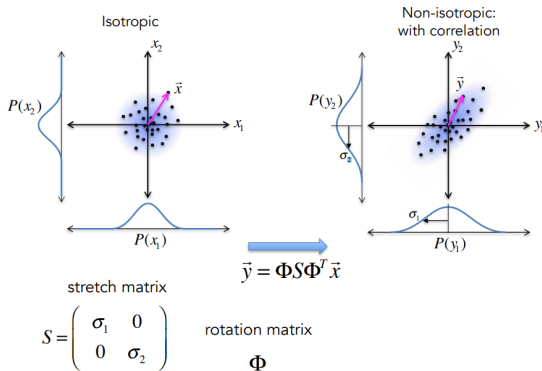 Isotropic
Non-isotropic:
with correlation
x₂
y₂
x⃗
y⃗
P(x₂)
P(y₂)
x₁
y₁
σ₂
σ₁
P(x₁)
P(y₁)
y⃗ = ΦSΦᵀ x⃗
stretch matrix
S = ( σ₁ 0
0 σ₂ )
rotation matrix
Φ